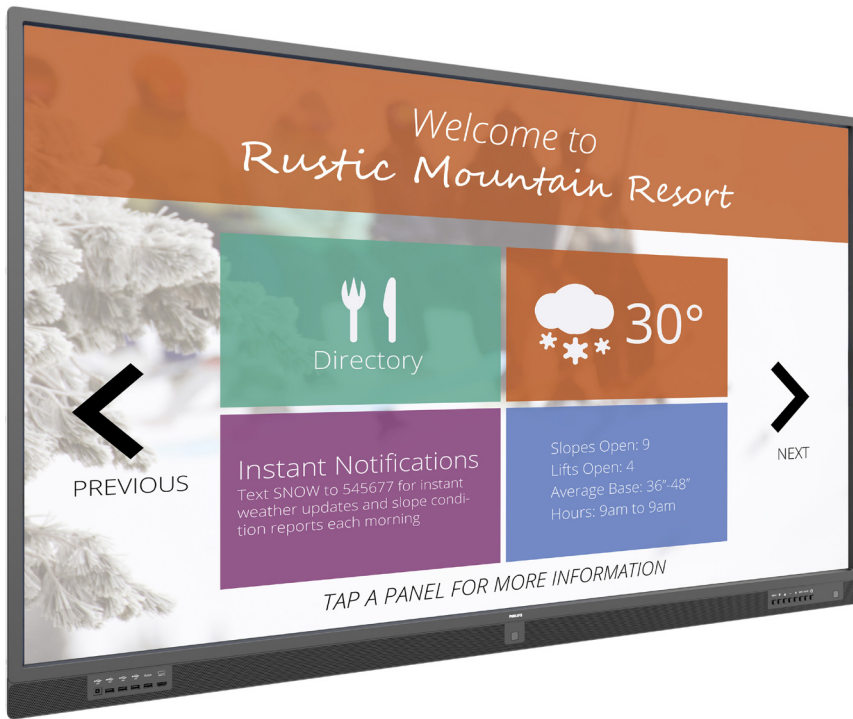 Welcome to
Rustic Mountain Resort
Directory
30°
Instant Notifications
Text SNOW to 545677 for instant
weather updates and slope condi-
tion reports each morning
Slopes Open: 9
Lifts Open: 4
Average Base: 36”-48”
Hours: 9am to 9am
PREVIOUS
NEXT
TAP A PANEL FOR MORE INFORMATION
PHILIPS